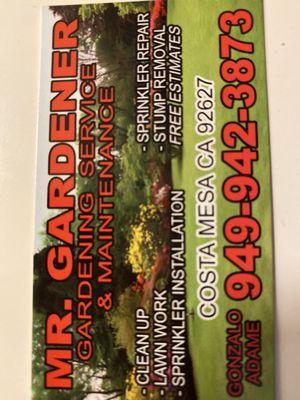 MR. GARDENER
GARDENING SERVICE
& MAINTENANCE
- CLEAN UP
- LAWN WORK
- SPRINKLER INSTALLATION
- SPRINKLER REPAIR
- STUMP REMOVAL
FREE ESTIMATES
COSTA MESA CA 92627
GONZALO
ADAME
949-942-3873